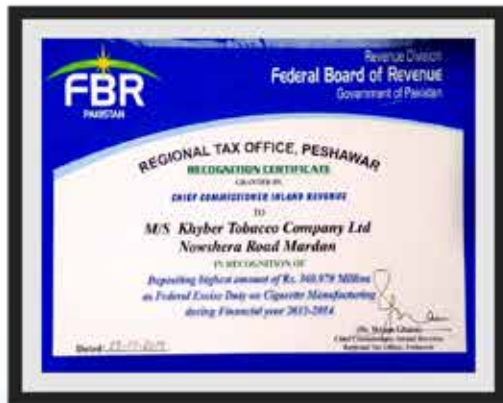 FBR
PAKISTAN
Revenue Division
Federal Board of Revenue
Government of Pakistan
REGIONAL TAX OFFICE, PESHAWAR
RECOGNITION CERTIFICATE
GRANTED BY
CHIEF COMMISSIONER INLAND REVENUE
TO
M/S Khyber Tobacco Company Ltd
Nowshera Road Mardan
IN RECOGNITION OF
Depositing highest amount of Rs. Million
as Federal Excise Duty on Cigarette Manufacturing
during Financial year 2013-2014
Chief Commissioner Inland Revenue
Regional Tax Office, Peshawar
Dated: